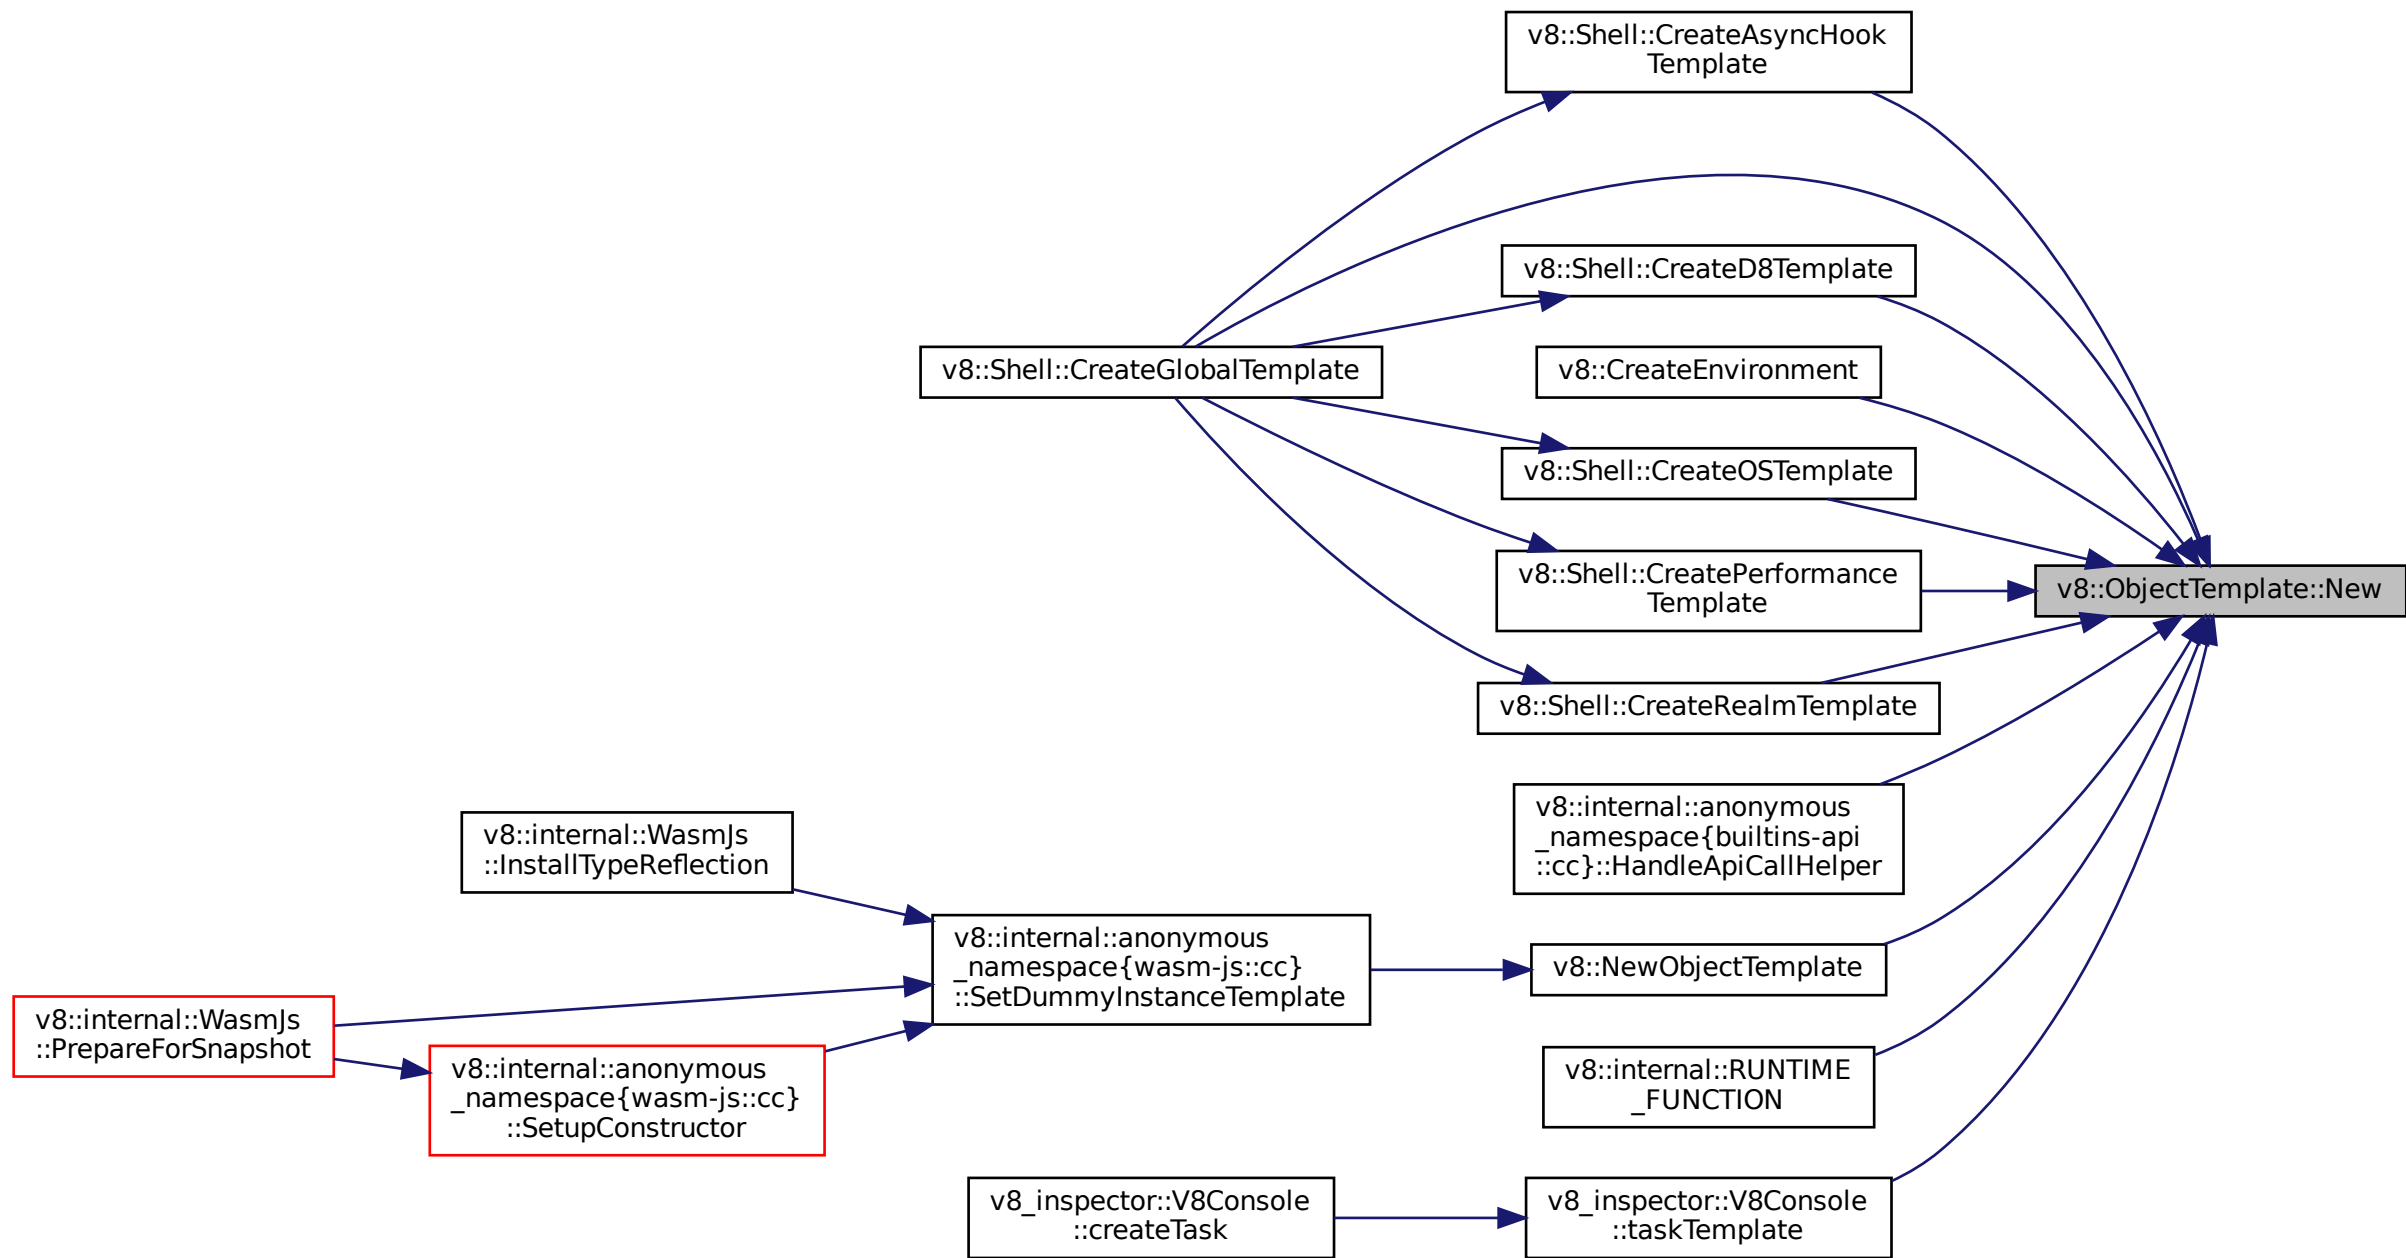 v8::Shell::CreateAsyncHook
Template
v8::Shell::CreateD8Template
v8::Shell::CreateGlobalTemplate
v8::CreateEnvironment
v8::Shell::CreateOSTemplate
v8::Shell::CreatePerformance
Template
v8::ObjectTemplate::New
v8::Shell::CreateRealmTemplate
v8::internal::anonymous
_namespace{builtins-api
::cc}::HandleApiCallHelper
v8::internal::WasmJs
::InstallTypeReflection
v8::internal::anonymous
_namespace{wasm-js::cc}
::SetDummyInstanceTemplate
v8::NewObjectTemplate
v8::internal::WasmJs
::PrepareForSnapshot
v8::internal::anonymous
_namespace{wasm-js::cc}
::SetupConstructor
v8::internal::RUNTIME
_FUNCTION
v8_inspector::V8Console
::createTask
v8_inspector::V8Console
::taskTemplate